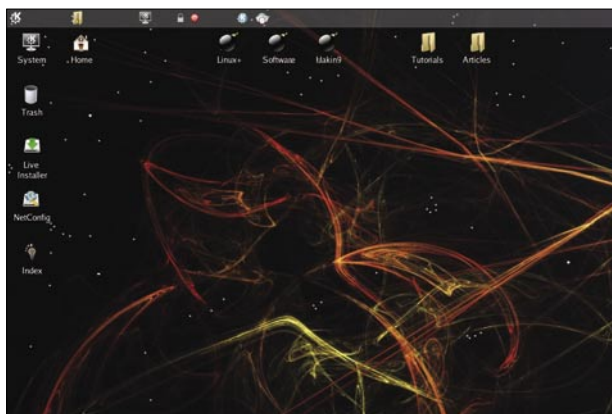 System Home Linux+ Software hakin9 Tutorials Articles
Trash
Live
Installer
NetConfig
Index